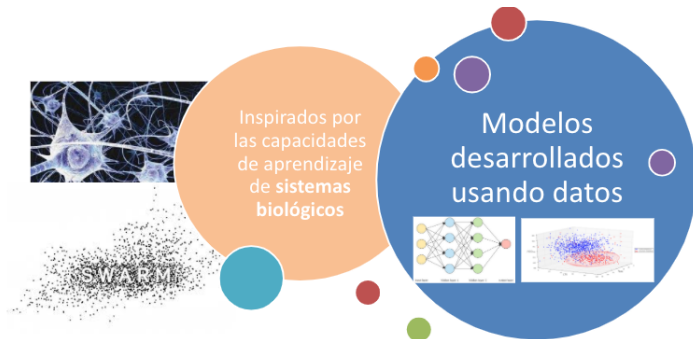 Inspirados por
las capacidades
de aprendizaje
de sistemas
biológicos
Modelos
desarrollados
usando datos
SWARM